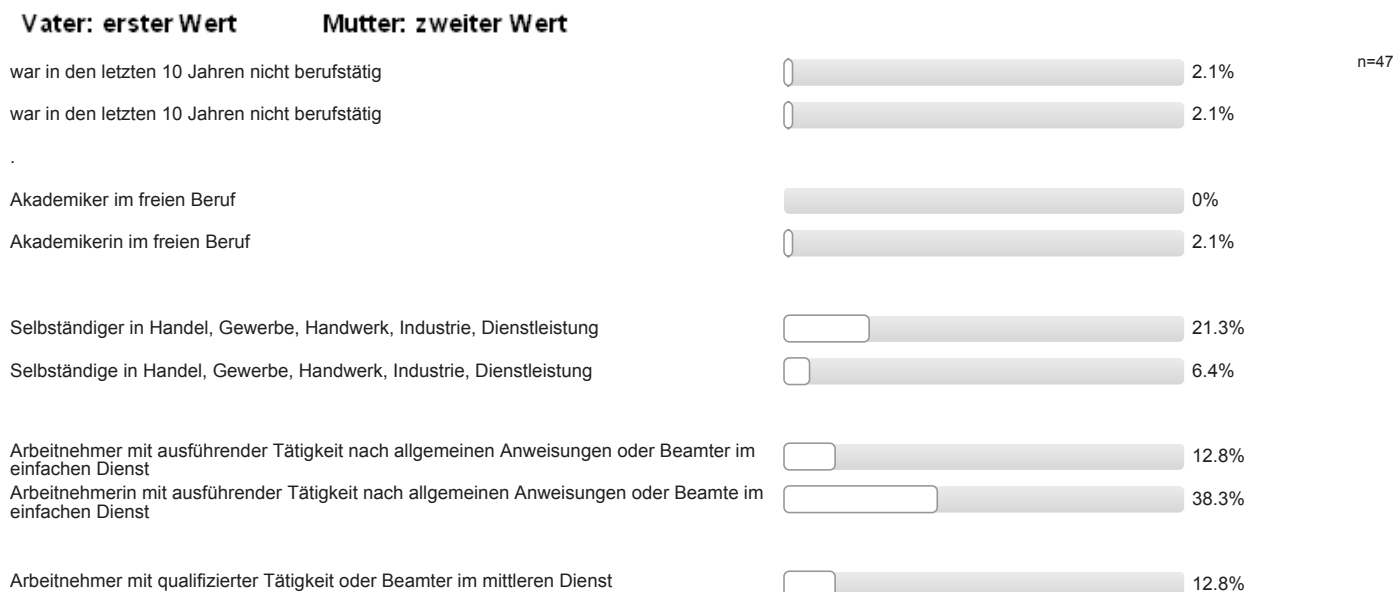 Vater: erster Wert Mutter: zweiter Wert
war in den letzten 10 Jahren nicht berufstätig 2.1% n=47
war in den letzten 10 Jahren nicht berufstätig 2.1%
.
Akademiker im freien Beruf 0%
Akademikerin im freien Beruf 2.1%
Selbständiger in Handel, Gewerbe, Handwerk, Industrie, Dienstleistung 21.3%
Selbständige in Handel, Gewerbe, Handwerk, Industrie, Dienstleistung 6.4%
Arbeitnehmer mit ausführender Tätigkeit nach allgemeinen Anweisungen oder Beamter im
einfachen Dienst 12.8%
Arbeitnehmerin mit ausführender Tätigkeit nach allgemeinen Anweisungen oder Beamte im
einfachen Dienst 38.3%
Arbeitnehmer mit qualifizierter Tätigkeit oder Beamter im mittleren Dienst 12.8%